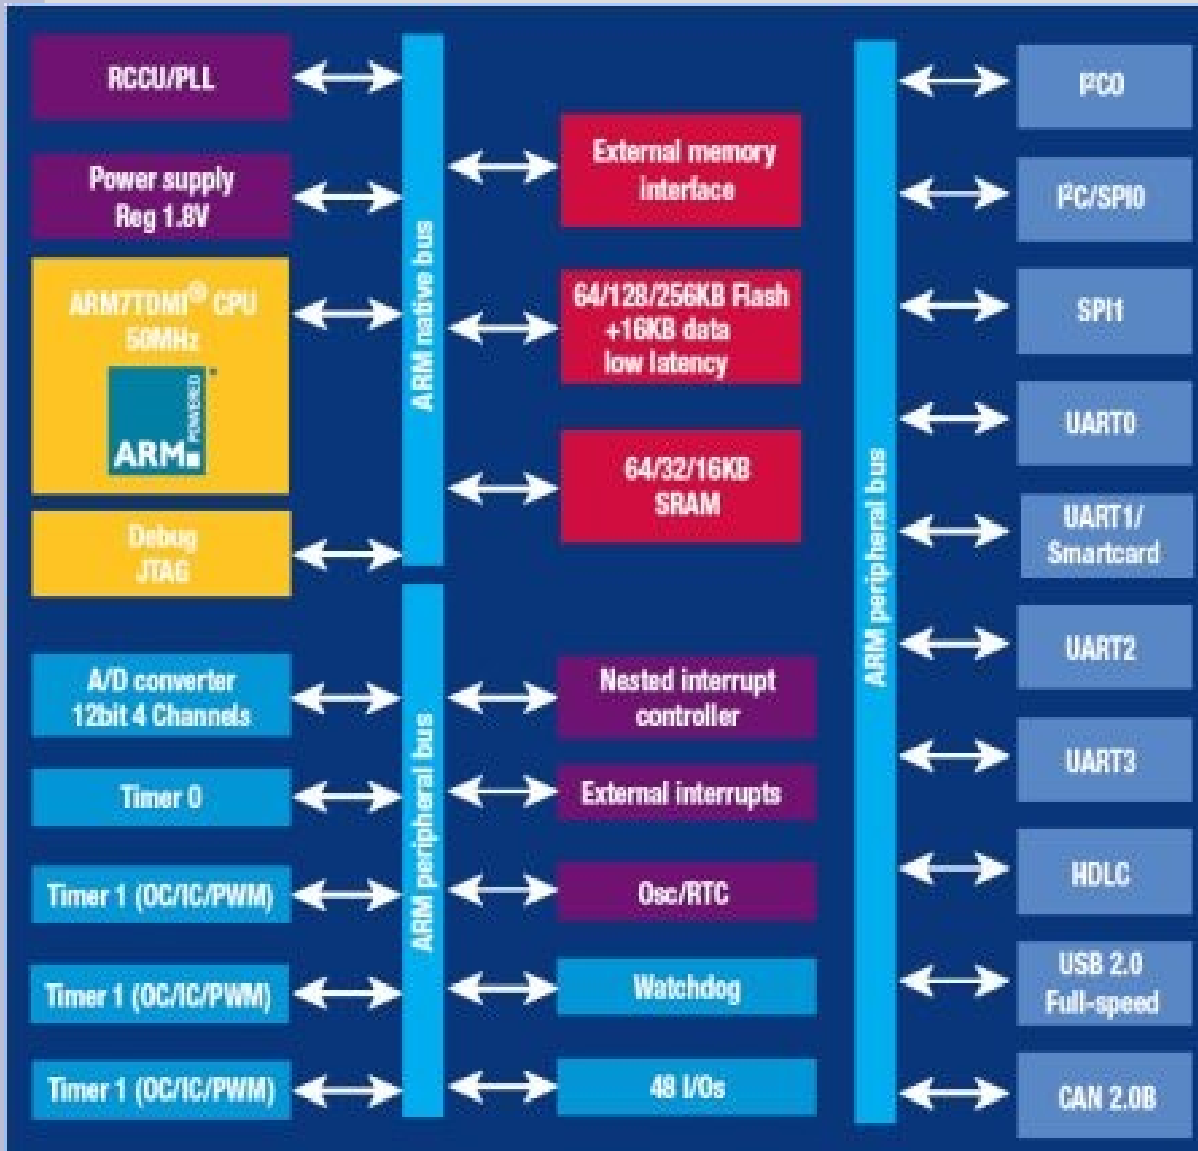 RCCU/PLL
Power supply
Reg 1.8V
ARM7TDMI® CPU
50MHz
ARM POWERED
Debug
JTAG
A/D converter
12bit 4 Channels
Timer 0
Timer 1 (OC/IC/PWM)
Timer 1 (OC/IC/PWM)
Timer 1 (OC/IC/PWM)
ARM native bus
ARM peripheral bus
External memory
interface
64/128/256KB Flash
+16KB data
low latency
64/32/16KB
SRAM
Nested interrupt
controller
External interrupts
Osc/RTC
Watchdog
48 I/Os
ARM peripheral bus
I²C0
I²C/SPI0
SPI1
UART0
UART1/
Smartcard
UART2
UART3
HDLC
USB 2.0
Full-speed
CAN 2.0B